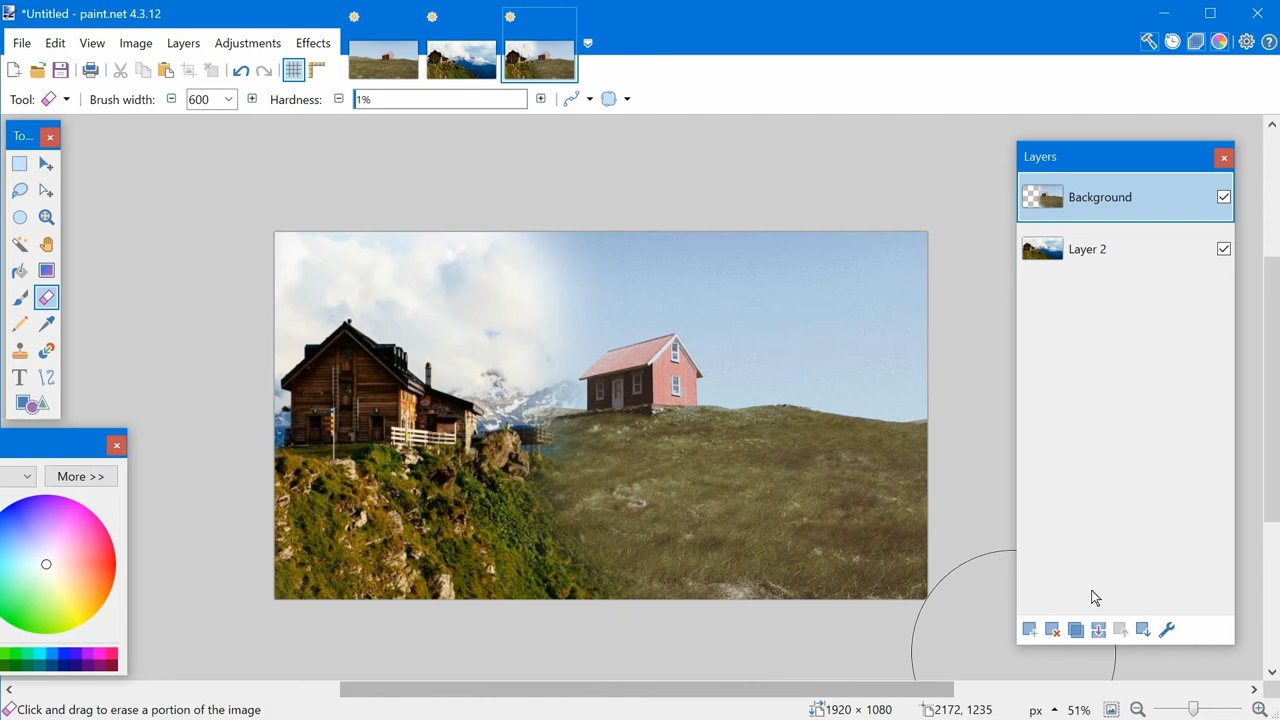 *Untitled - paint.net 4.3.12
File Edit View Image Layers Adjustments Effects
Tool: Brush width: 600 Hardness: 1%
To...
Layers
Background
Layer 2
More >>
Click and drag to erase a portion of the image
1920 × 1080
2172, 1235
px
51%